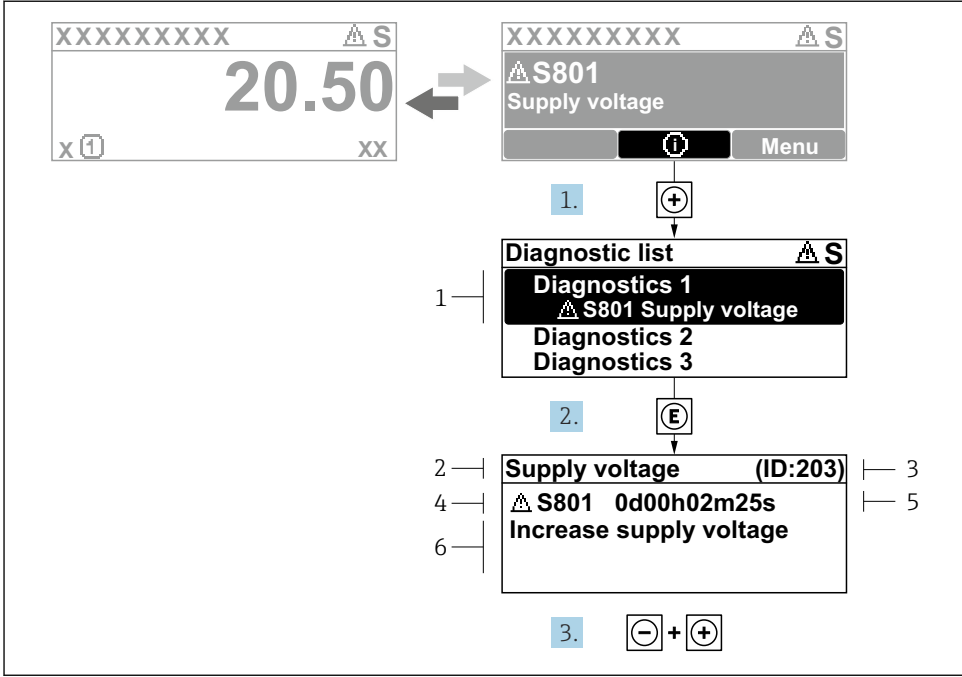 XXXXXXXXX ⚠ S
20.50
x 1 XX
XXXXXXXXX ⚠ S
⚠ S801
Supply voltage
i Menu
1. +
Diagnostic list ⚠ S
1 Diagnostics 1
⚠ S801 Supply voltage
Diagnostics 2
Diagnostics 3
2. E
2 Supply voltage (ID:203) 3
4 ⚠ S801 0d00h02m25s 5
6 Increase supply voltage
3. - + +